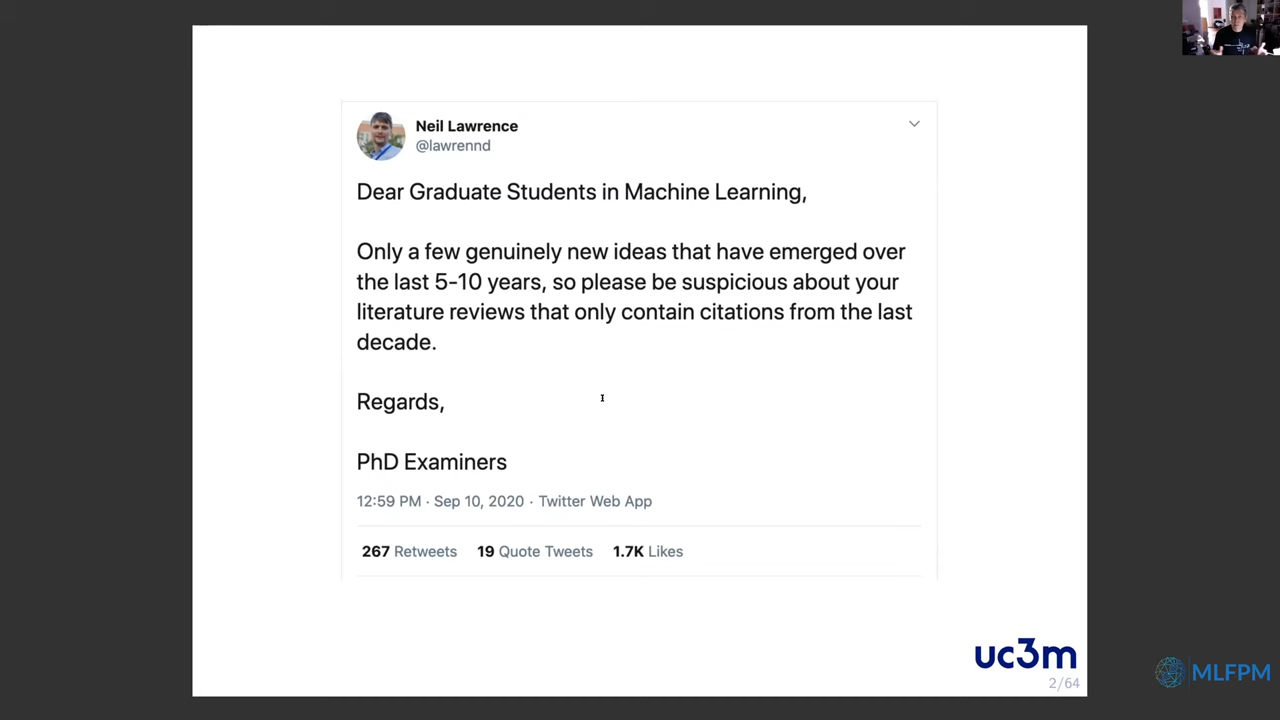 Neil Lawrence
@lawrennd
Dear Graduate Students in Machine Learning,
Only a few genuinely new ideas that have emerged over
the last 5-10 years, so please be suspicious about your
literature reviews that only contain citations from the last
decade.
Regards,
PhD Examiners
12:59 PM · Sep 10, 2020 · Twitter Web App
267 Retweets 19 Quote Tweets 1.7K Likes
uc3m
2/64
MLFPM